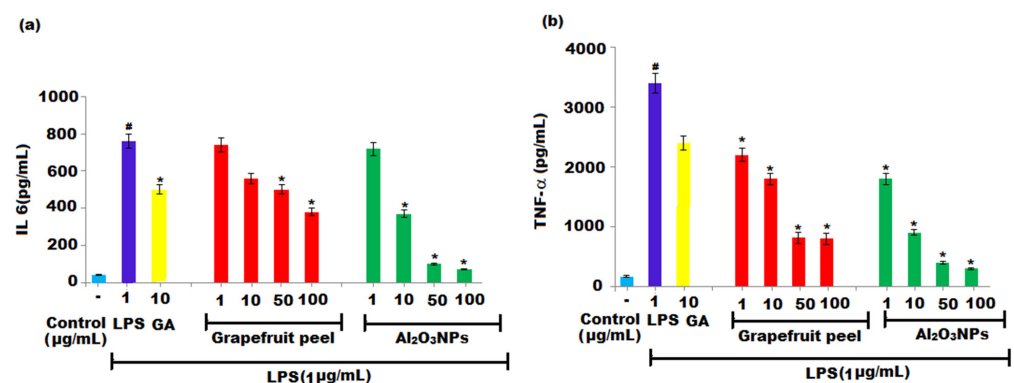 (a)
IL 6(pg/mL)
1000
800
600
400
200
0
#
*
*
*
*
*
*
- 1 10 1 10 50 100 1 10 50 100
Control LPS GA Grapefruit peel Al₂O₃NPs
(µg/mL)
LPS(1µg/mL)
(b)
TNF-α (pg/mL)
4000
3000
2000
1000
0
#
*
*
*
*
*
*
*
*
- 1 10 1 10 50 100 1 10 50 100
Control LPS GA Grapefruit peel Al₂O₃NPs
(µg/mL)
LPS(1µg/mL)